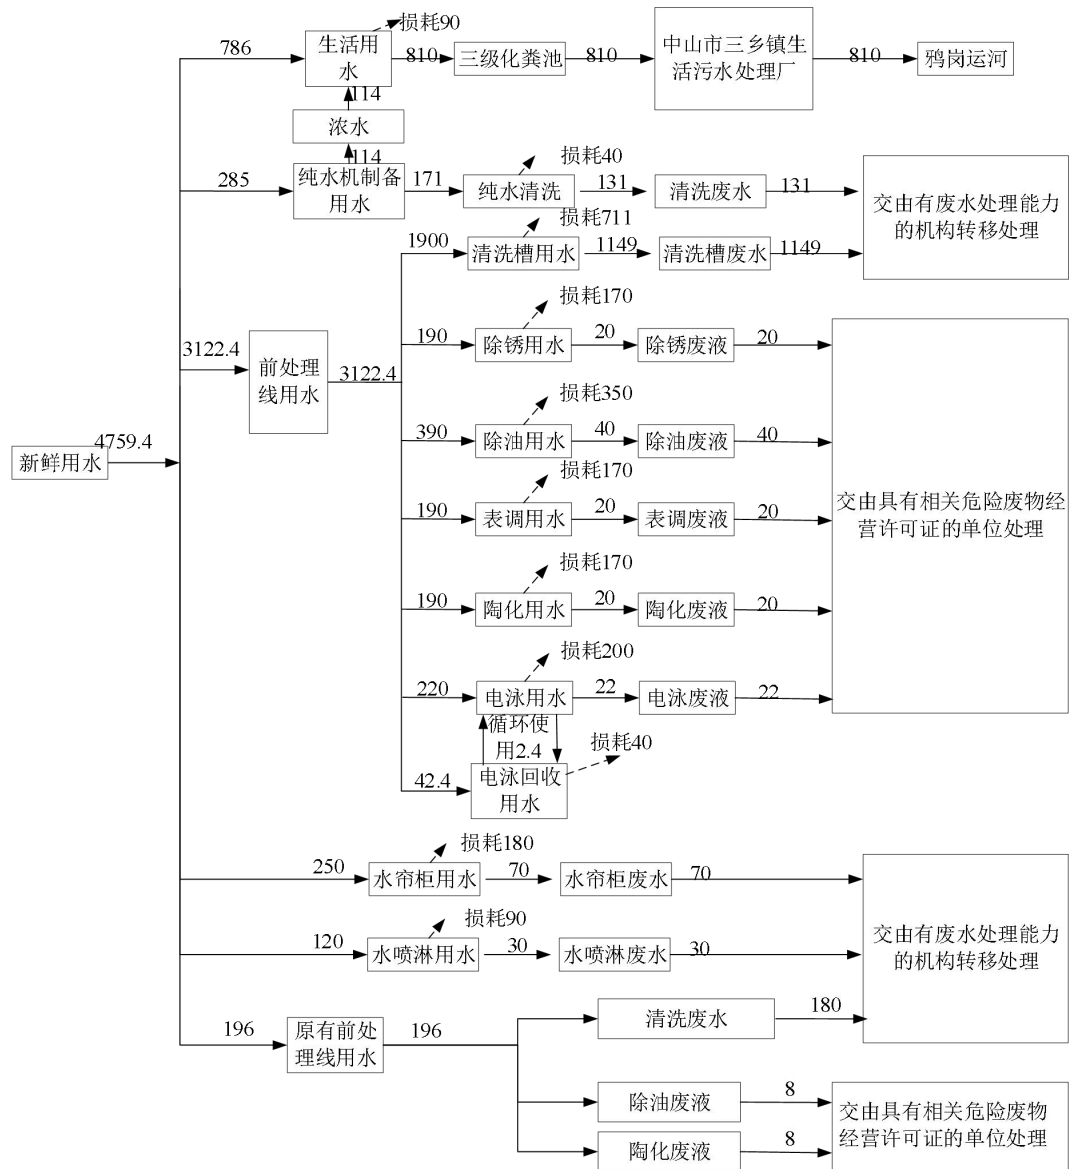 损耗90
786
生活用
水
810
三级化粪池
810
中山市三乡镇生
活污水处理厂
810
鸦岗运河
114
浓水
114
285
纯水机制备
用水
171
纯水清洗
损耗40
131
清洗废水
131
交由有废水处理能力
的机构转移处理
1900
清洗槽用水
损耗711
1149
清洗槽废水
1149
损耗170
190
除锈用水
20
除锈废液
20
3122.4
前处理
线用水
3122.4
损耗350
390
除油用水
40
除油废液
40
新鲜用水
4759.4
损耗170
190
表调用水
20
表调废液
20
交由具有相关危险废物经
营许可证的单位处理
损耗170
190
陶化用水
20
陶化废液
20
损耗200
220
电泳用水
22
电泳废液
22
循环使
用2.4
损耗40
42.4
电泳回收
用水
损耗180
250
水帘柜用水
70
水帘柜废水
70
损耗90
120
水喷淋用水
30
水喷淋废水
30
交由有废水处理能力
的机构转移处理
196
原有前处
理线用水
196
清洗废水
180
除油废液
8
陶化废液
8
交由具有相关危险废物
经营许可证的单位处理